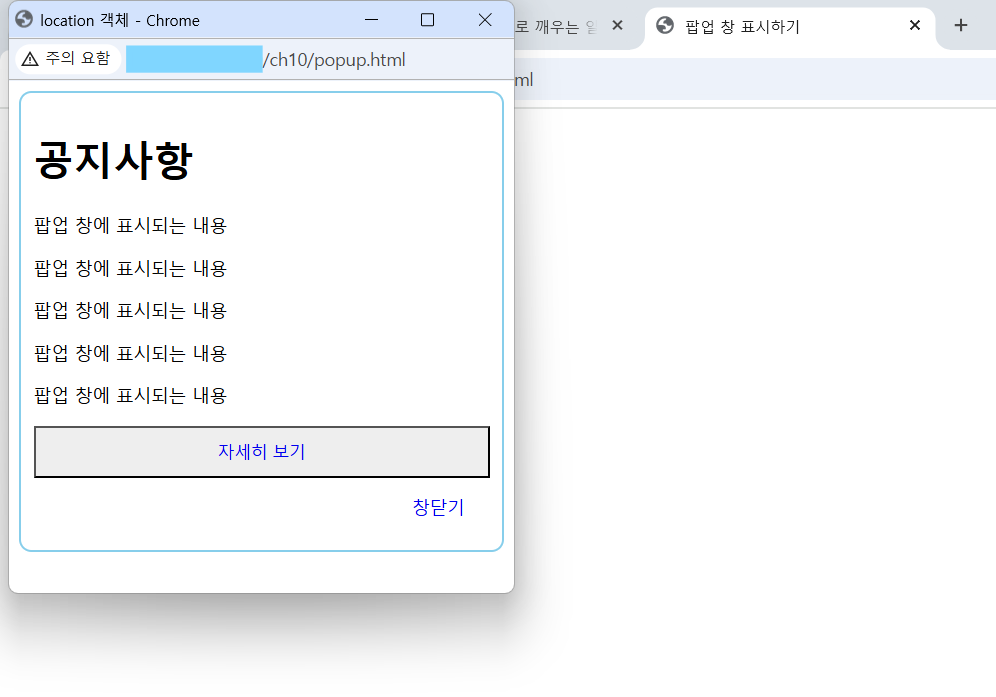 location 객체 - Chrome
로 깨우는
팝업 창 표시하기
주의 요함
/ch10/popup.html
ml
공지사항
팝업 창에 표시되는 내용
팝업 창에 표시되는 내용
팝업 창에 표시되는 내용
팝업 창에 표시되는 내용
팝업 창에 표시되는 내용
자세히 보기
창닫기